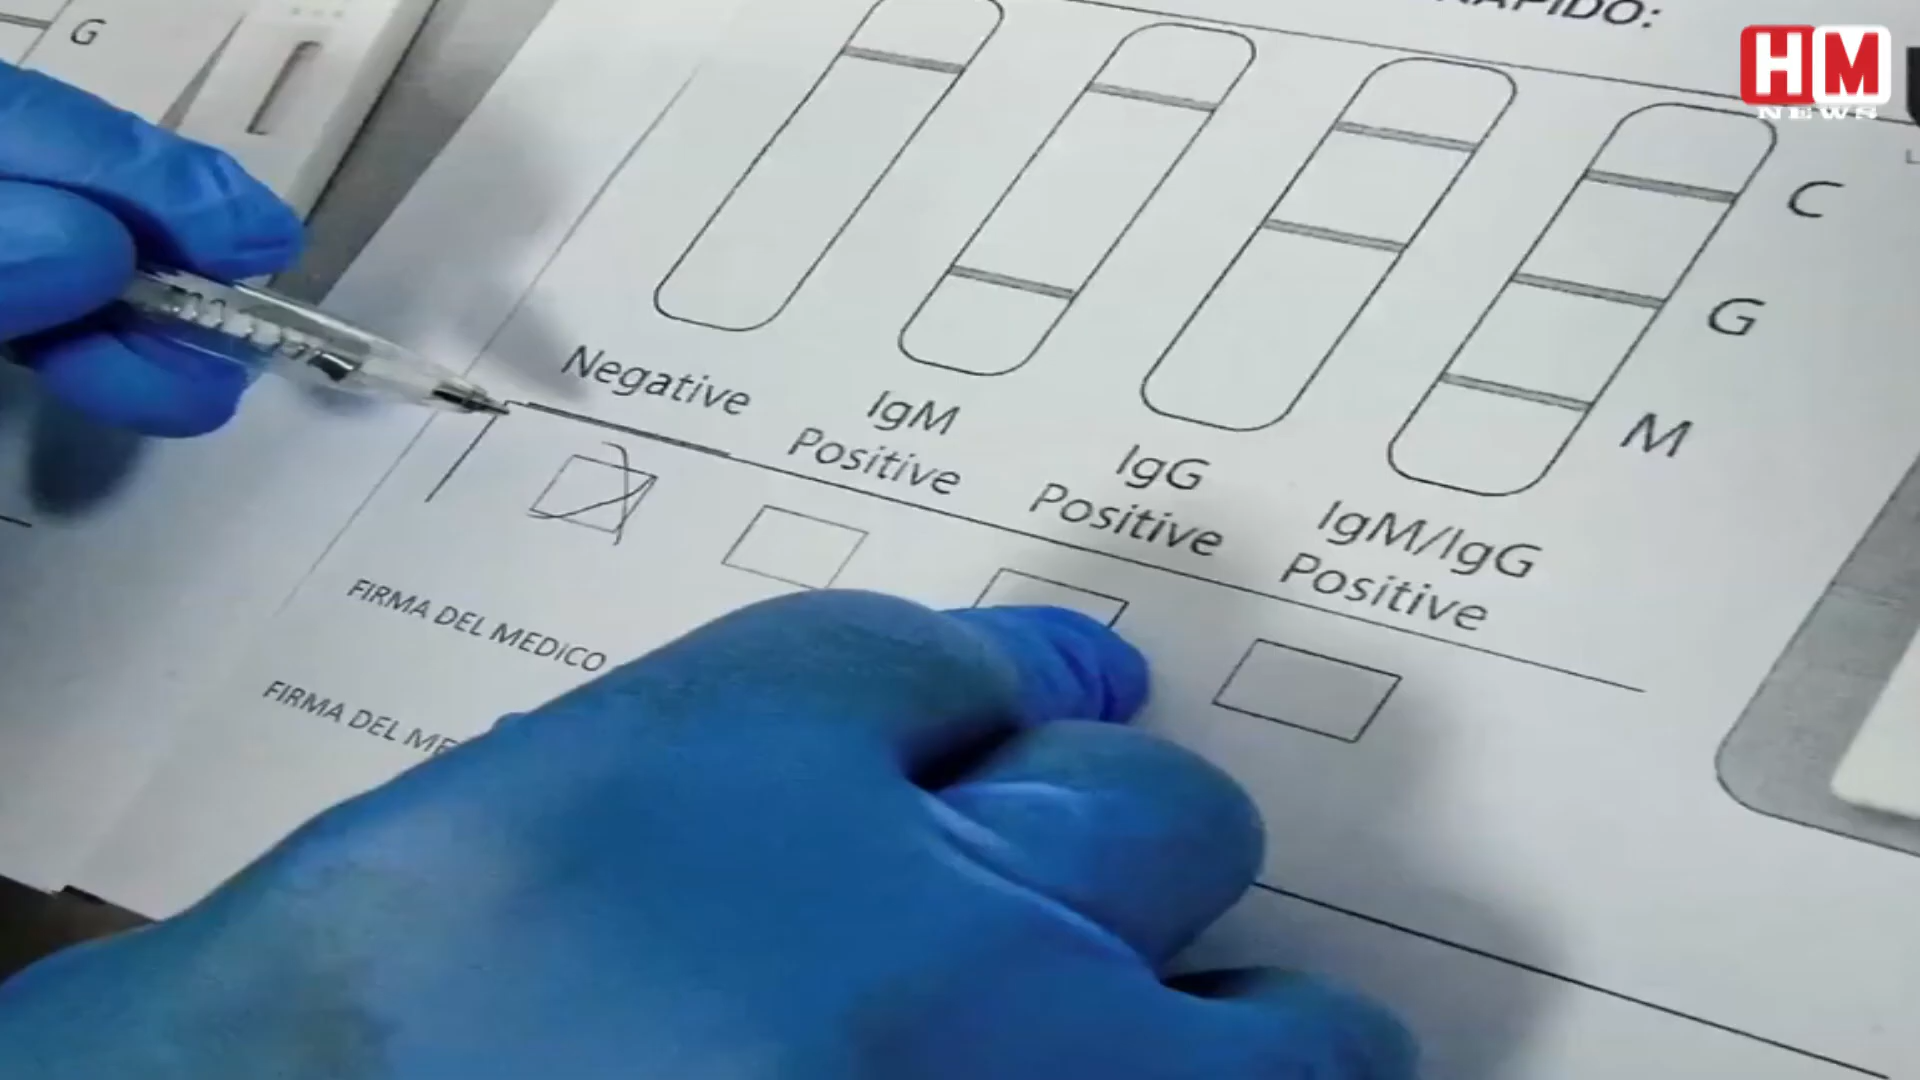 G
RAPIDO:
HM
NEWS
C
G
M
Negative
IgM
Positive
IgG
Positive
IgM/IgG
Positive
FIRMA DEL MEDICO
FIRMA DEL ME